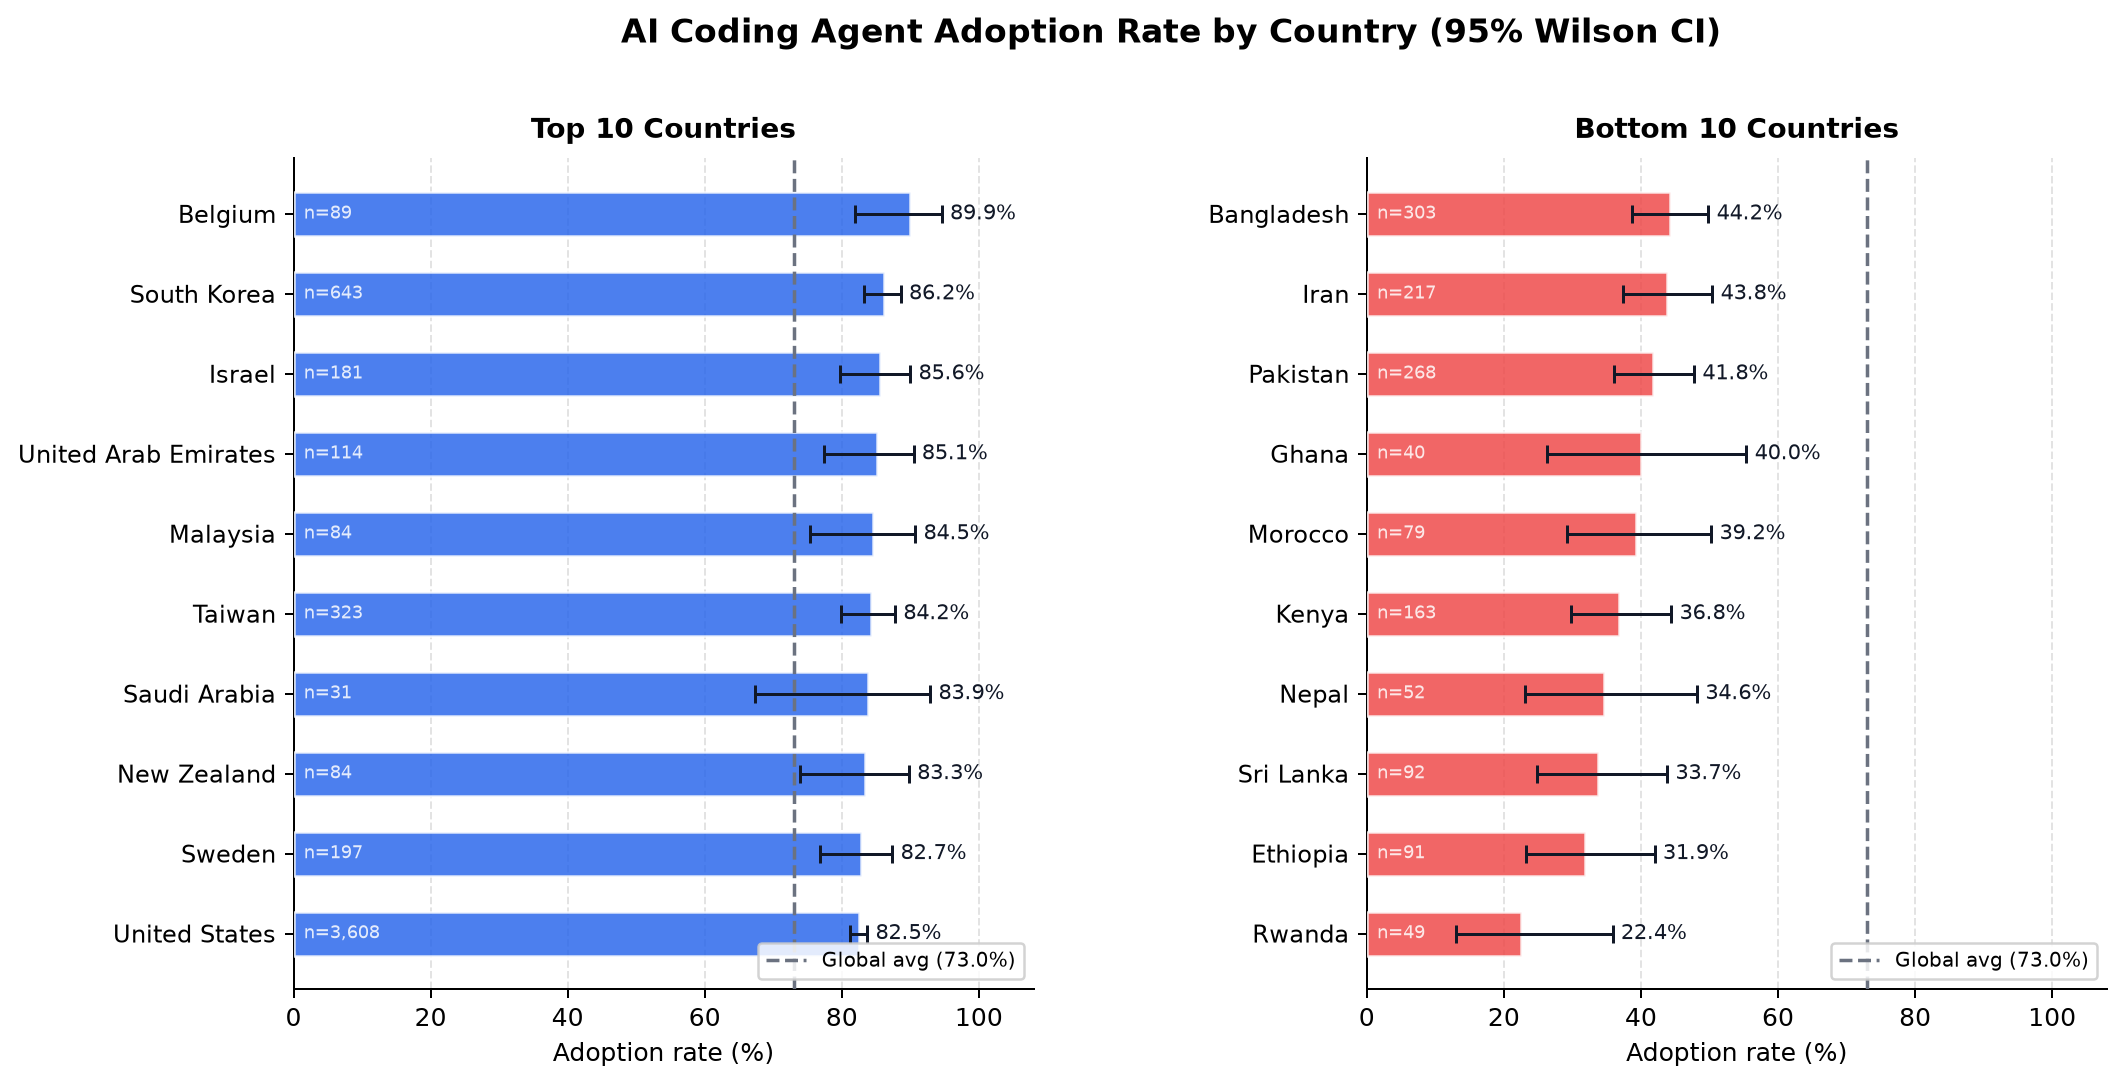 AI Coding Agent Adoption Rate by Country (95% Wilson CI)
Top 10 Countries
Belgium n=89 89.9%
South Korea n=643 86.2%
Israel n=181 85.6%
United Arab Emirates n=114 85.1%
Malaysia n=84 84.5%
Taiwan n=323 84.2%
Saudi Arabia n=31 83.9%
New Zealand n=84 83.3%
Sweden n=197 82.7%
United States n=3,608 82.5%
Global avg (73.0%)
0 20 40 60 80 100
Adoption rate (%)
Bottom 10 Countries
Bangladesh n=303 44.2%
Iran n=217 43.8%
Pakistan n=268 41.8%
Ghana n=40 40.0%
Morocco n=79 39.2%
Kenya n=163 36.8%
Nepal n=52 34.6%
Sri Lanka n=92 33.7%
Ethiopia n=91 31.9%
Rwanda n=49 22.4%
Global avg (73.0%)
0 20 40 60 80 100
Adoption rate (%)